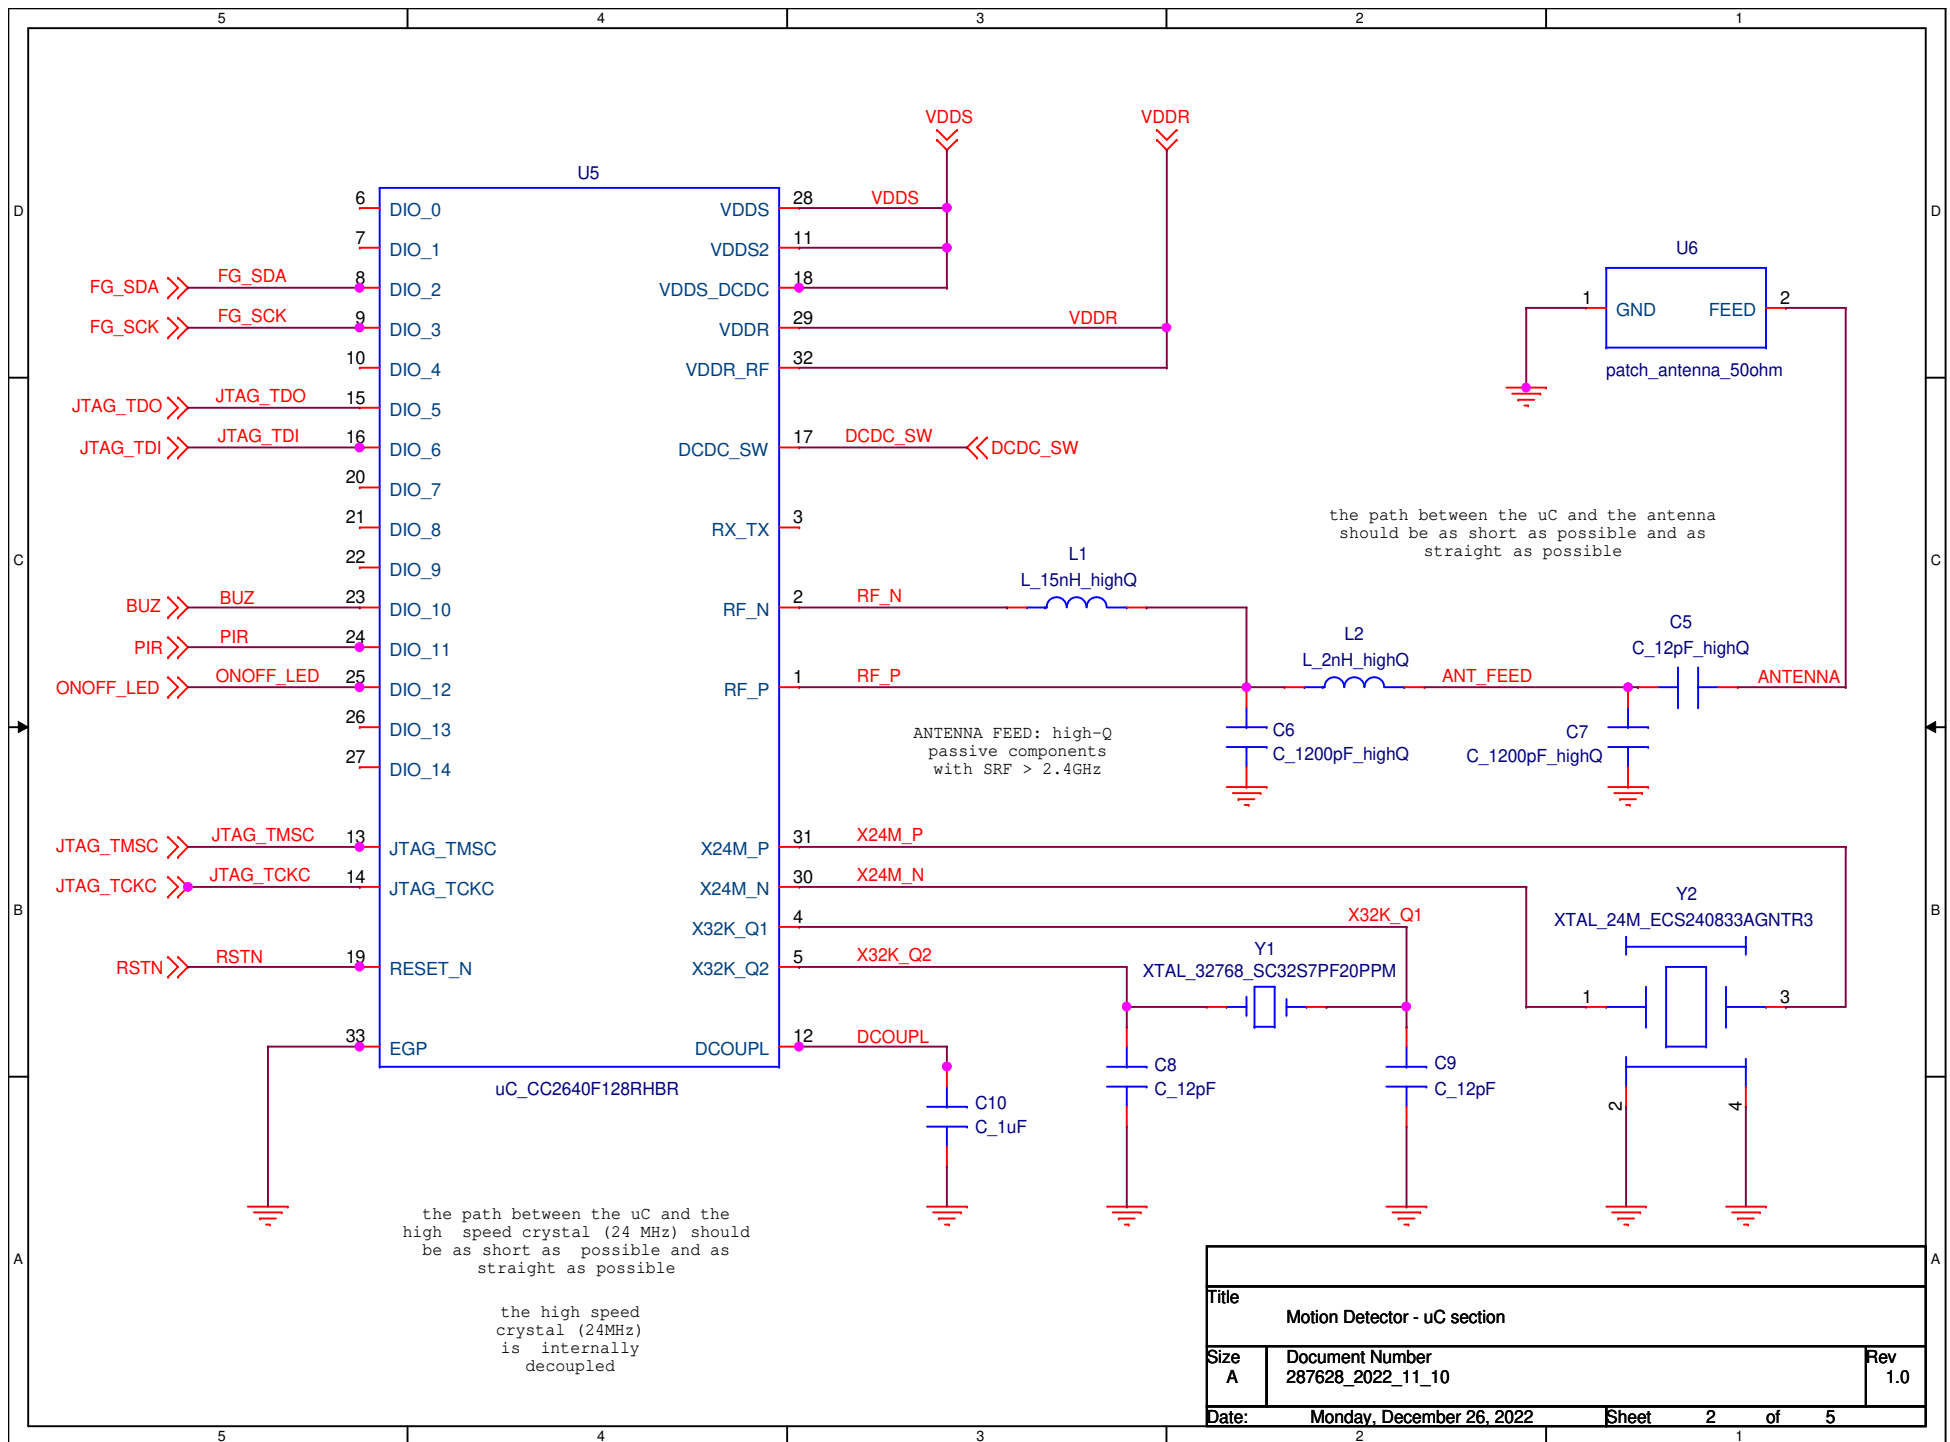 5 4 3 2 1
VDDS VDDR
U5
D D
6 DIO_0 VDDS 28 VDDS
7 DIO_1 VDDS2 11
U6
FG_SDA FG_SDA 8 DIO_2 VDDS_DCDC 18
1 GND FEED 2
FG_SCK FG_SCK 9 DIO_3 VDDR 29 VDDR
10 DIO_4 VDDR_RF 32
patch_antenna_50ohm
JTAG_TDO JTAG_TDO 15 DIO_5
JTAG_TDI JTAG_TDI 16 DIO_6 DCDC_SW 17 DCDC_SW DCDC_SW
20 DIO_7
21 DIO_8 RX_TX 3
the path between the uC and the antenna
should be as short as possible and as
straight as possible
C C
22 DIO_9
L1
L_15nH_highQ
BUZ BUZ 23 DIO_10 RF_N 2 RF_N
PIR PIR 24 DIO_11
L2
L_2nH_highQ
C5
C_12pF_highQ
ONOFF_LED ONOFF_LED 25 DIO_12 RF_P 1 RF_P ANT_FEED ANTENNA
26 DIO_13
ANTENNA FEED: high-Q
passive components
with SRF > 2.4GHz
C6
C_1200pF_highQ
C7
C_1200pF_highQ
27 DIO_14
JTAG_TMSC JTAG_TMSC 13 JTAG_TMSC X24M_P 31 X24M_P
JTAG_TCKC JTAG_TCKC 14 JTAG_TCKC X24M_N 30 X24M_N
B B
X32K_Q1 4 X32K_Q1
Y2
XTAL_24M_ECS240833AGNTR3
RSTN RSTN 19 RESET_N X32K_Q2 5 X32K_Q2
Y1
XTAL_32768_SC32S7PF20PPM
1 3
33 EGP DCOUPL 12 DCOUPL
uC_CC2640F128RHBR
C10
C_1uF
C8
C_12pF
C9
C_12pF
2 4
the path between the uC and the
high speed crystal (24 MHz) should
be as short as possible and as
straight as possible
A A
the high speed
crystal (24MHz)
is internally
decoupled
Title
Motion Detector - uC section
Size Document Number Rev
A 287628_2022_11_10 1.0
Date: Monday, December 26, 2022 Sheet 2 of 5
5 4 3 2 1